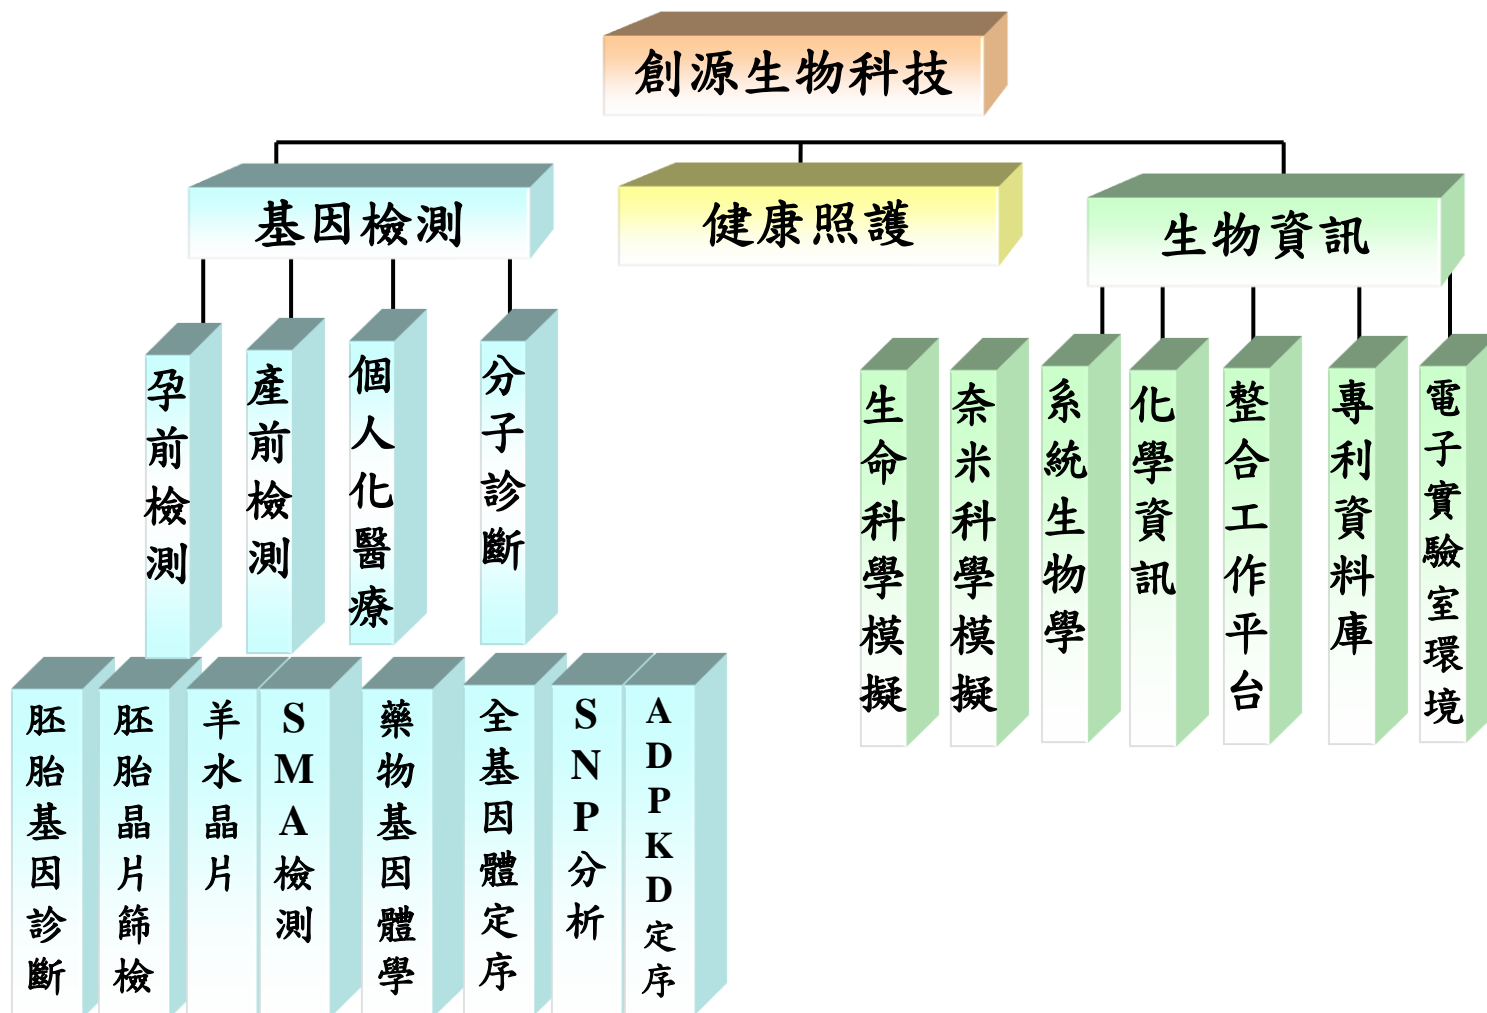 創源生物科技
基因檢測
健康照護
生物資訊
孕前檢測
產前檢測
個人化醫療
分子診斷
生命科學模擬
奈米科學模擬
系統生物學
化學資訊
整合工作平台
專利資料庫
電子實驗室環境
胚胎基因診斷
胚胎晶片篩檢
羊水晶片
SMA檢測
藥物基因體學
全基因體定序
SNP分析
ADPKD定序